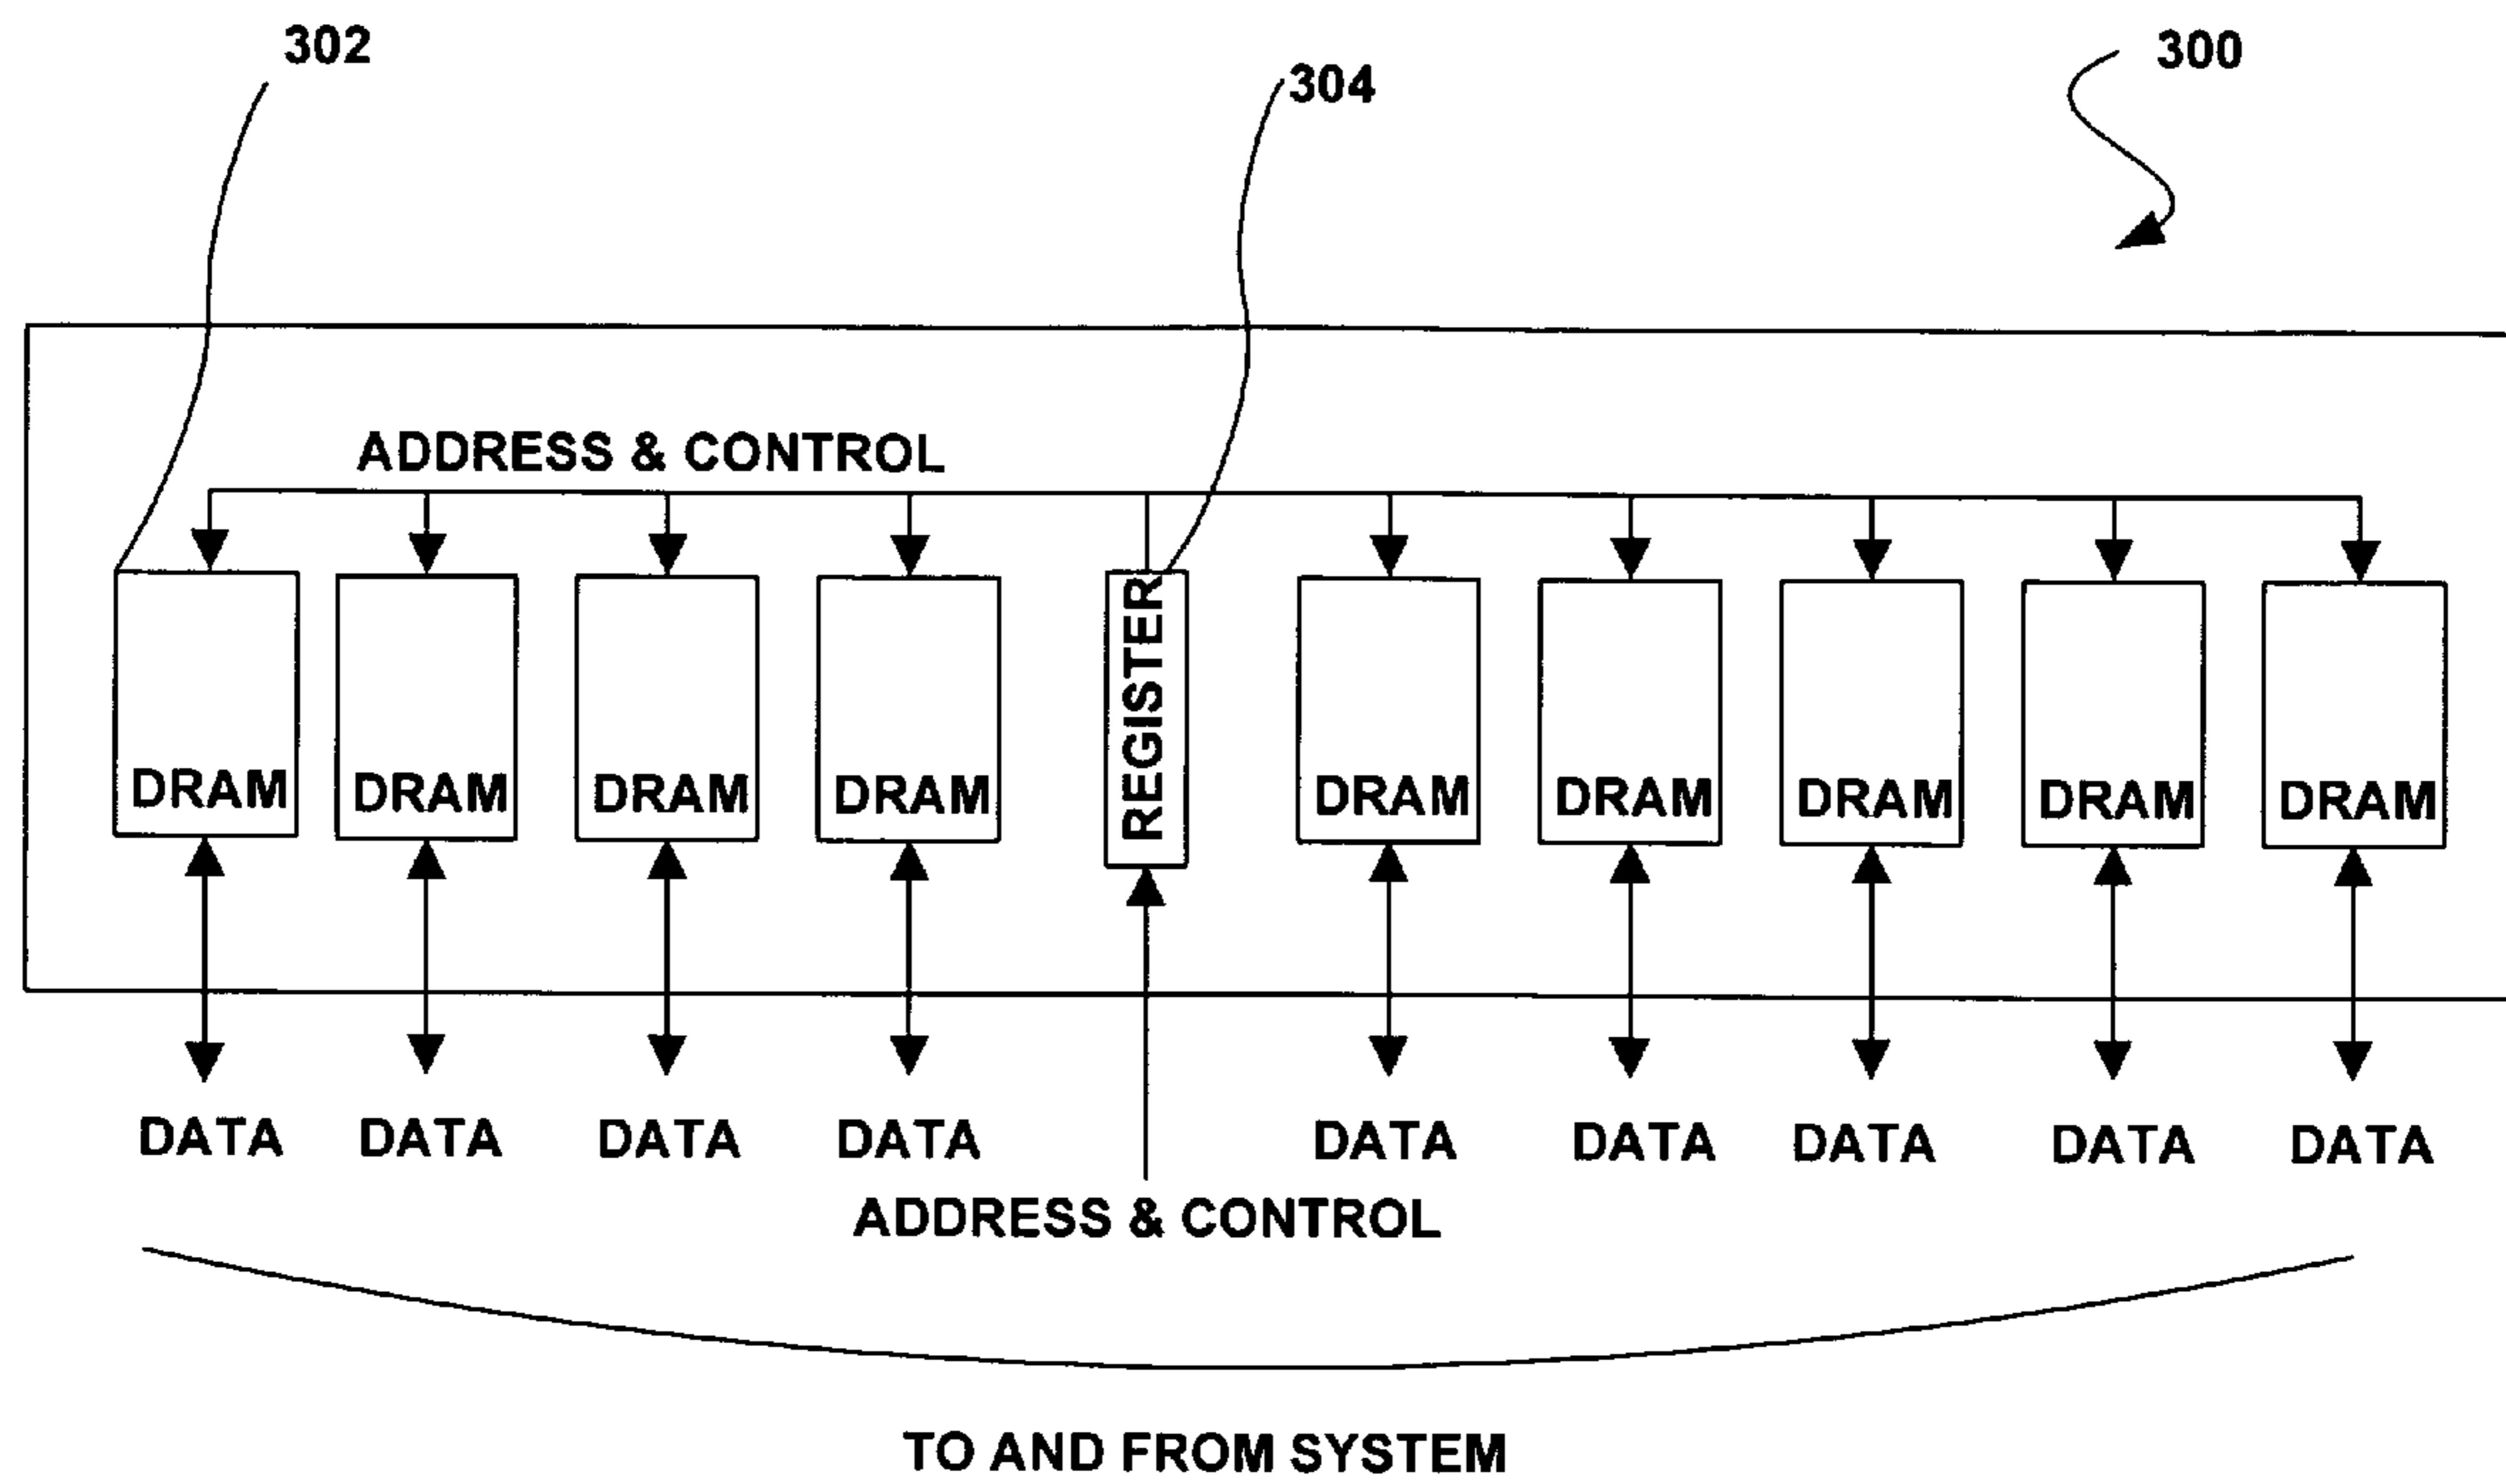 302
304
300
ADDRESS & CONTROL
REGISTER
DRAM DRAM DRAM DRAM DRAM DRAM DRAM DRAM DRAM
DATA DATA DATA DATA DATA DATA DATA DATA DATA
ADDRESS & CONTROL
TO AND FROM SYSTEM